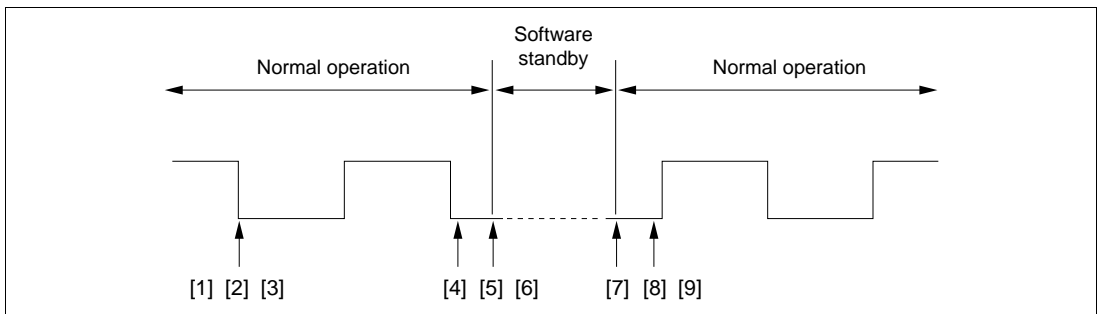 Software
standby
Normal operation
Normal operation
[1] [2] [3]
[4] [5] [6]
[7] [8] [9]